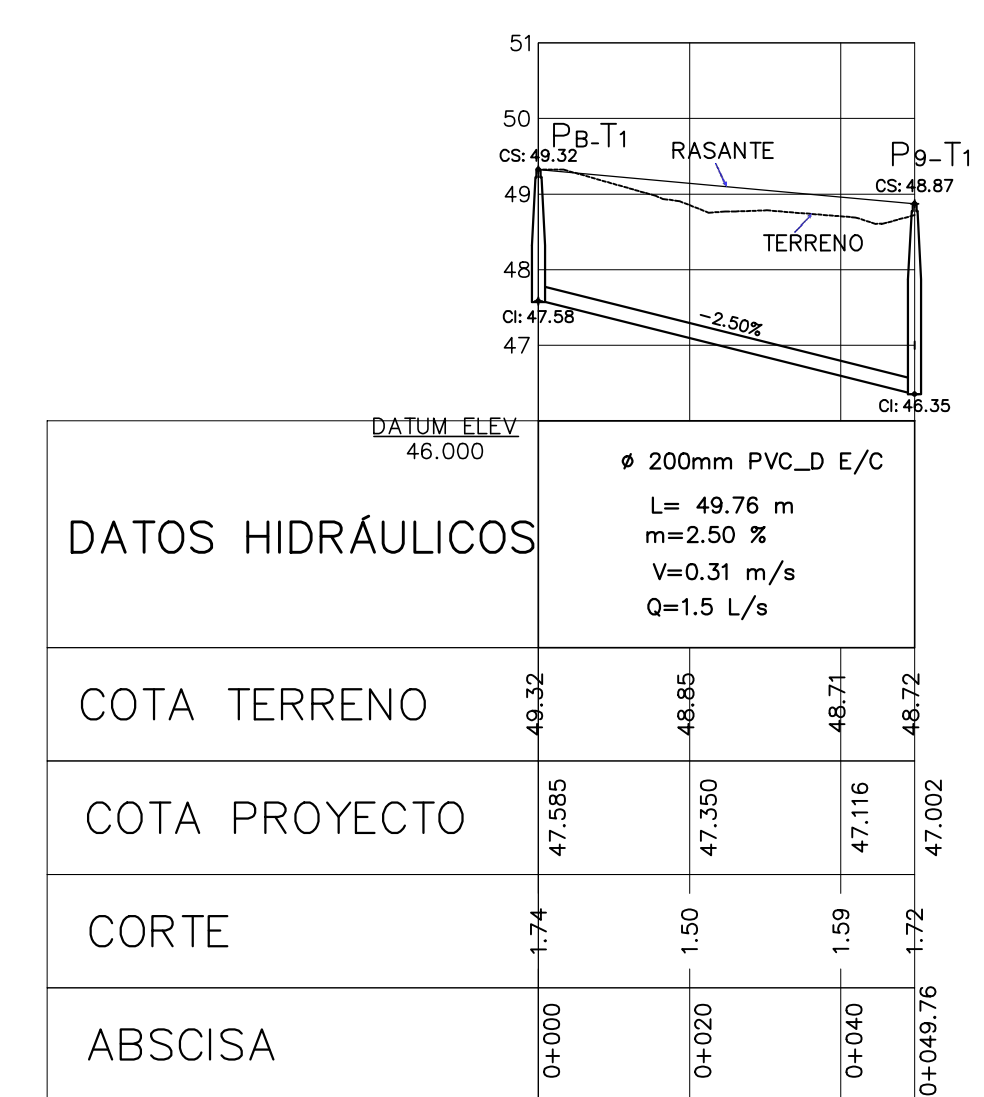 51
50
PB-T1
CS: 49.32
RASANTE
P9-T1
CS: 48.87
49
TERRENO
48
CI: 47.58
-2.50%
47
CI: 46.35
DATUM ELEV
46.000
ø 200mm PVC_D E/C
L= 49.76 m
m=2.50 %
V=0.31 m/s
Q=1.5 L/s
DATOS HIDRÁULICOS
COTA TERRENO 49.32 48.85 48.71 48.72
COTA PROYECTO 47.585 47.350 47.116 47.002
CORTE 1.74 1.50 1.59 1.72
ABSCISA 0+000 0+020 0+040 0+049.76